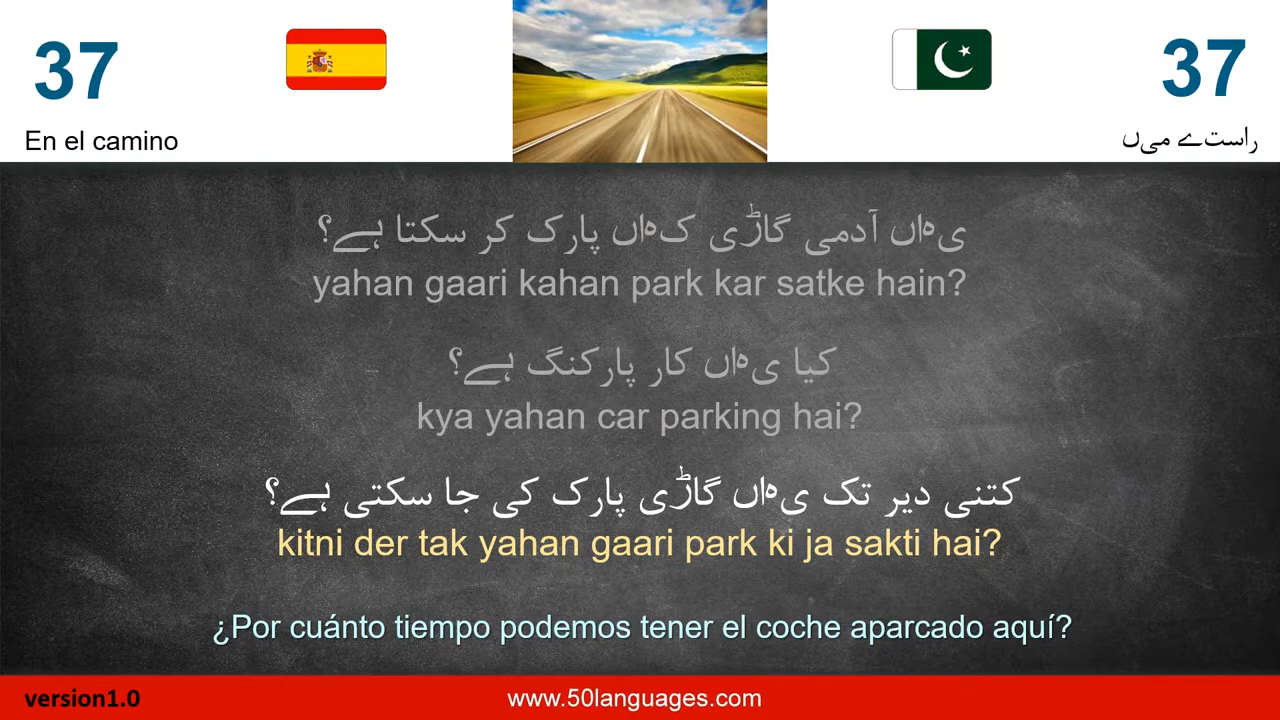 37
37
En el camino
راستے میں
یہاں آدمی گاڑی کہاں پارک کر سکتا ہے؟
yahan gaari kahan park kar satke hain?
کیا یہاں کار پارکنگ ہے؟
kya yahan car parking hai?
کتنی دیر تک یہاں گاڑی پارک کی جا سکتی ہے؟
kitni der tak yahan gaari park ki ja sakti hai?
¿Por cuánto tiempo podemos tener el coche aparcado aquí?
version1.0
www.50languages.com